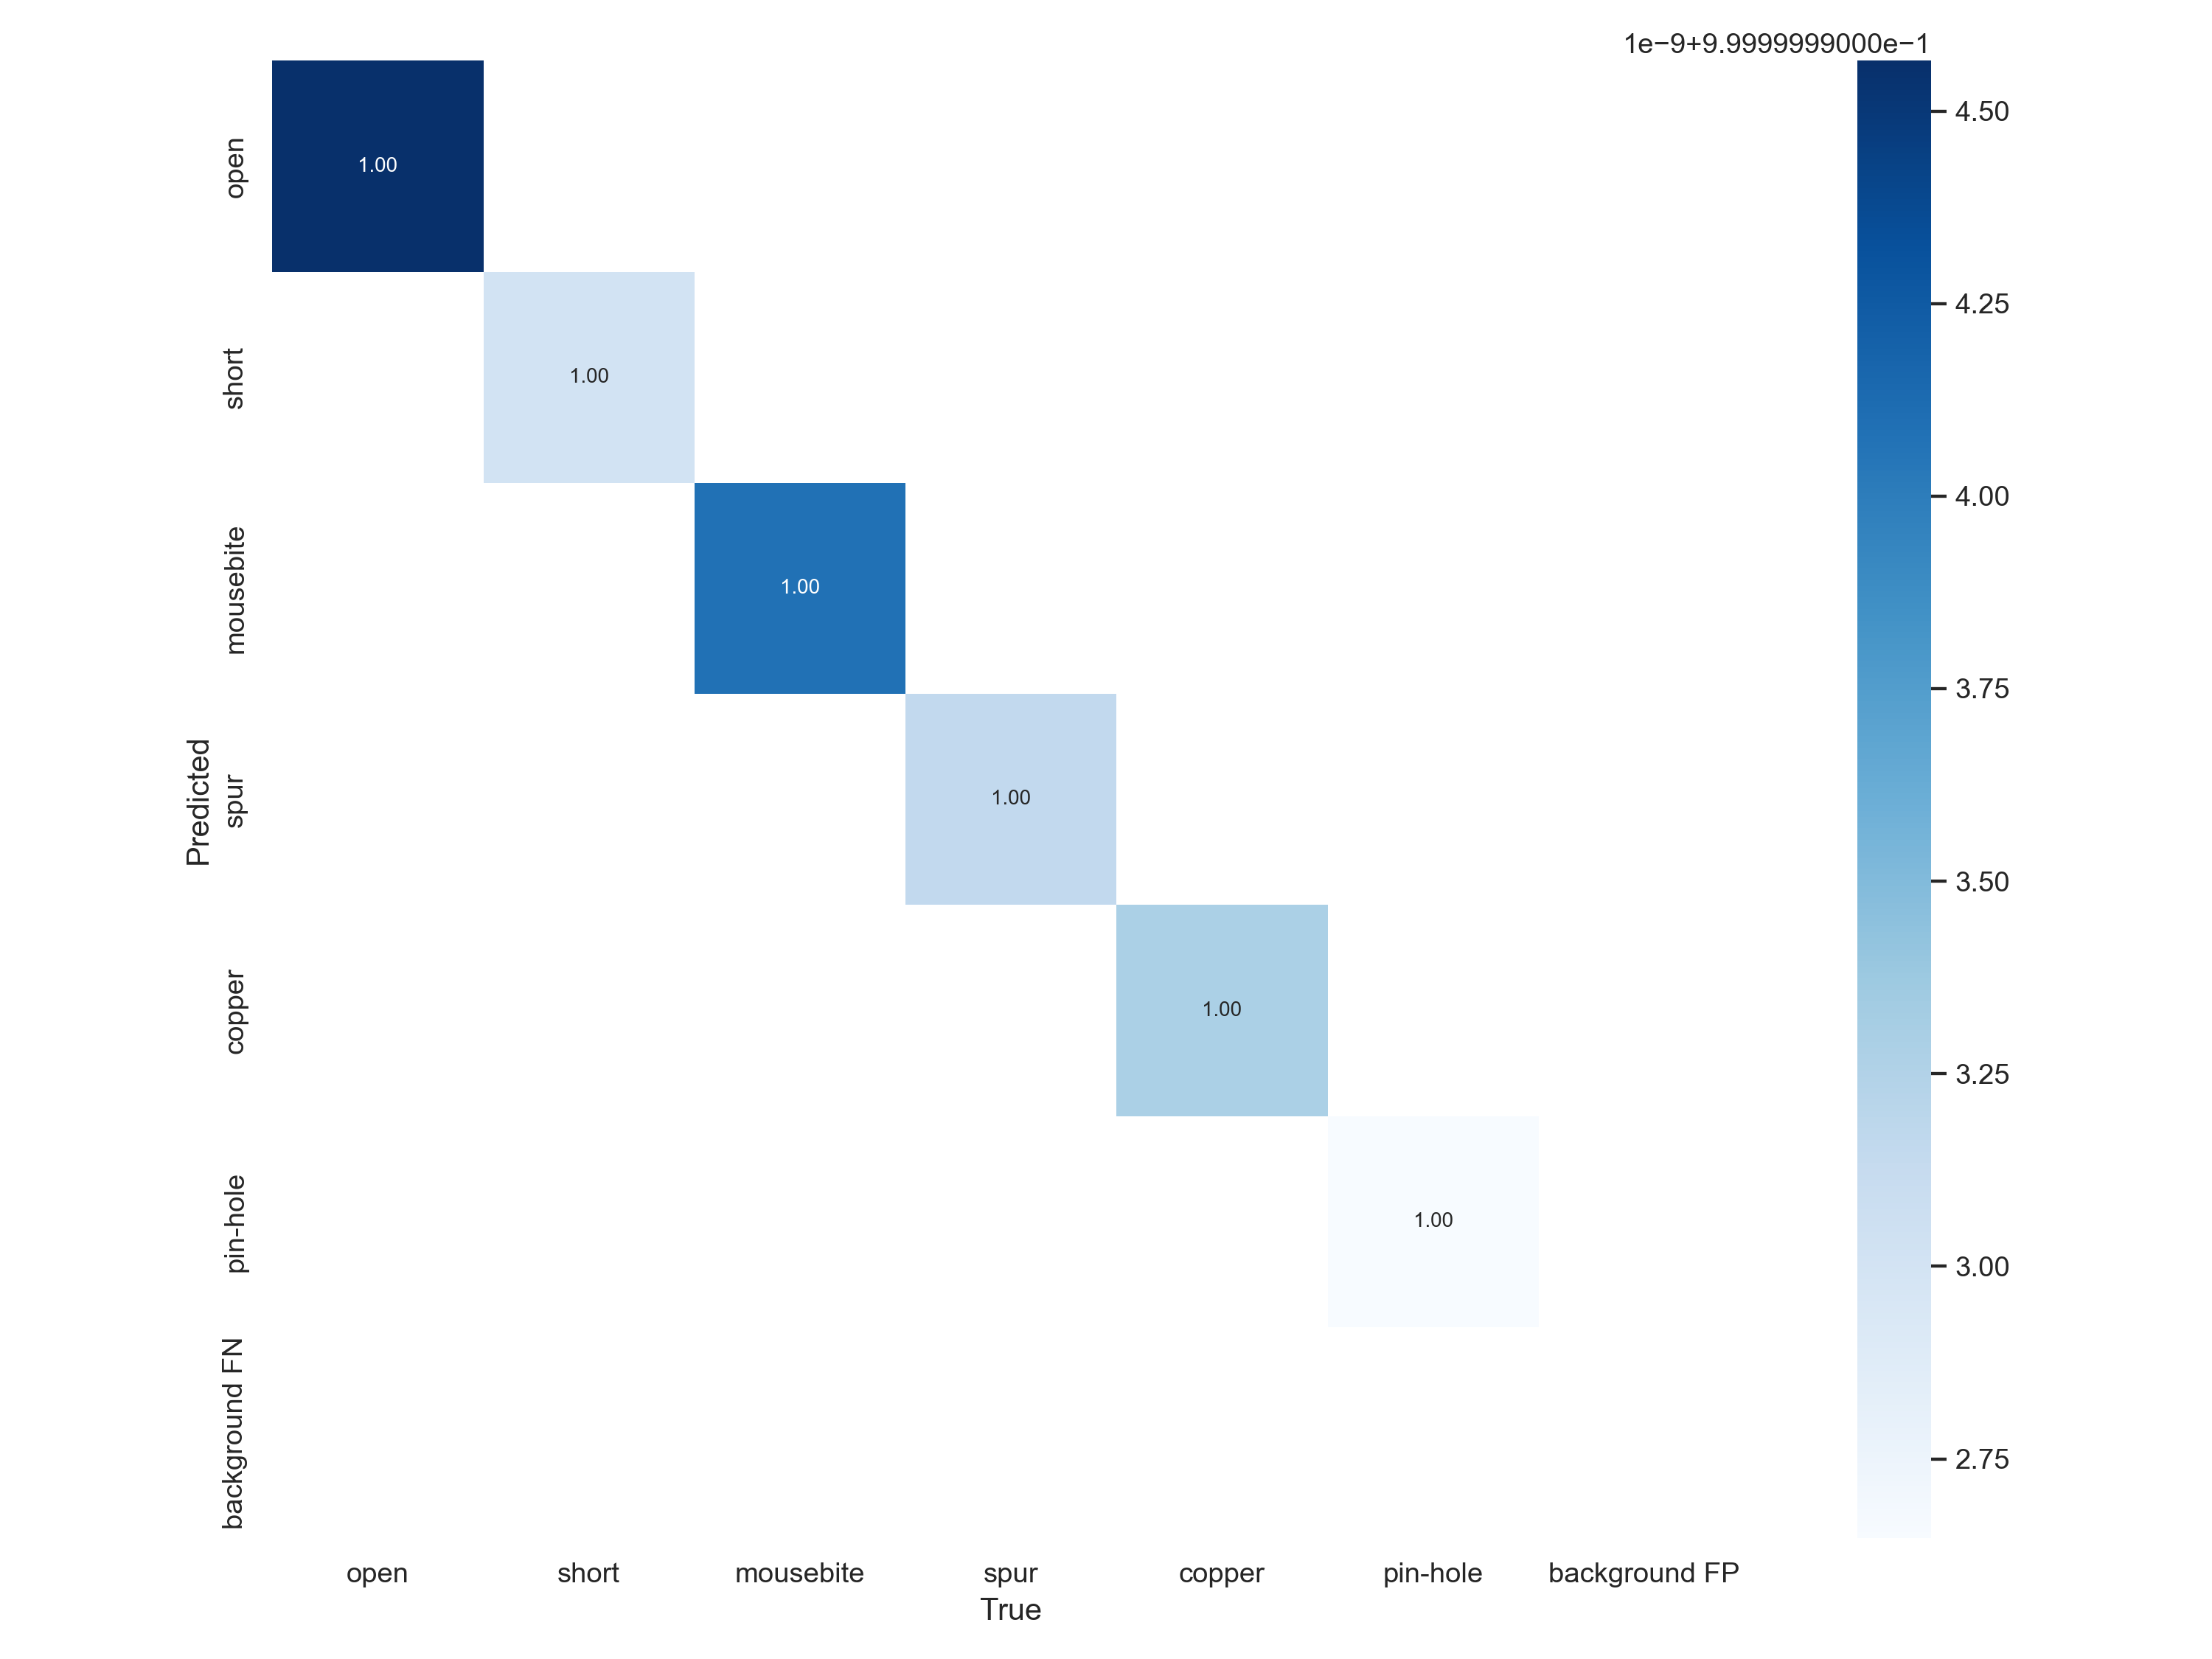 1e−9+9.9999999000e−1
open
1.00
4.50
4.25
short
1.00
4.00
mousebite
1.00
3.75
Predicted
spur
1.00
3.50
copper
1.00
3.25
pin-hole
1.00
3.00
background FN
2.75
open short mousebite spur copper pin-hole background FP
True